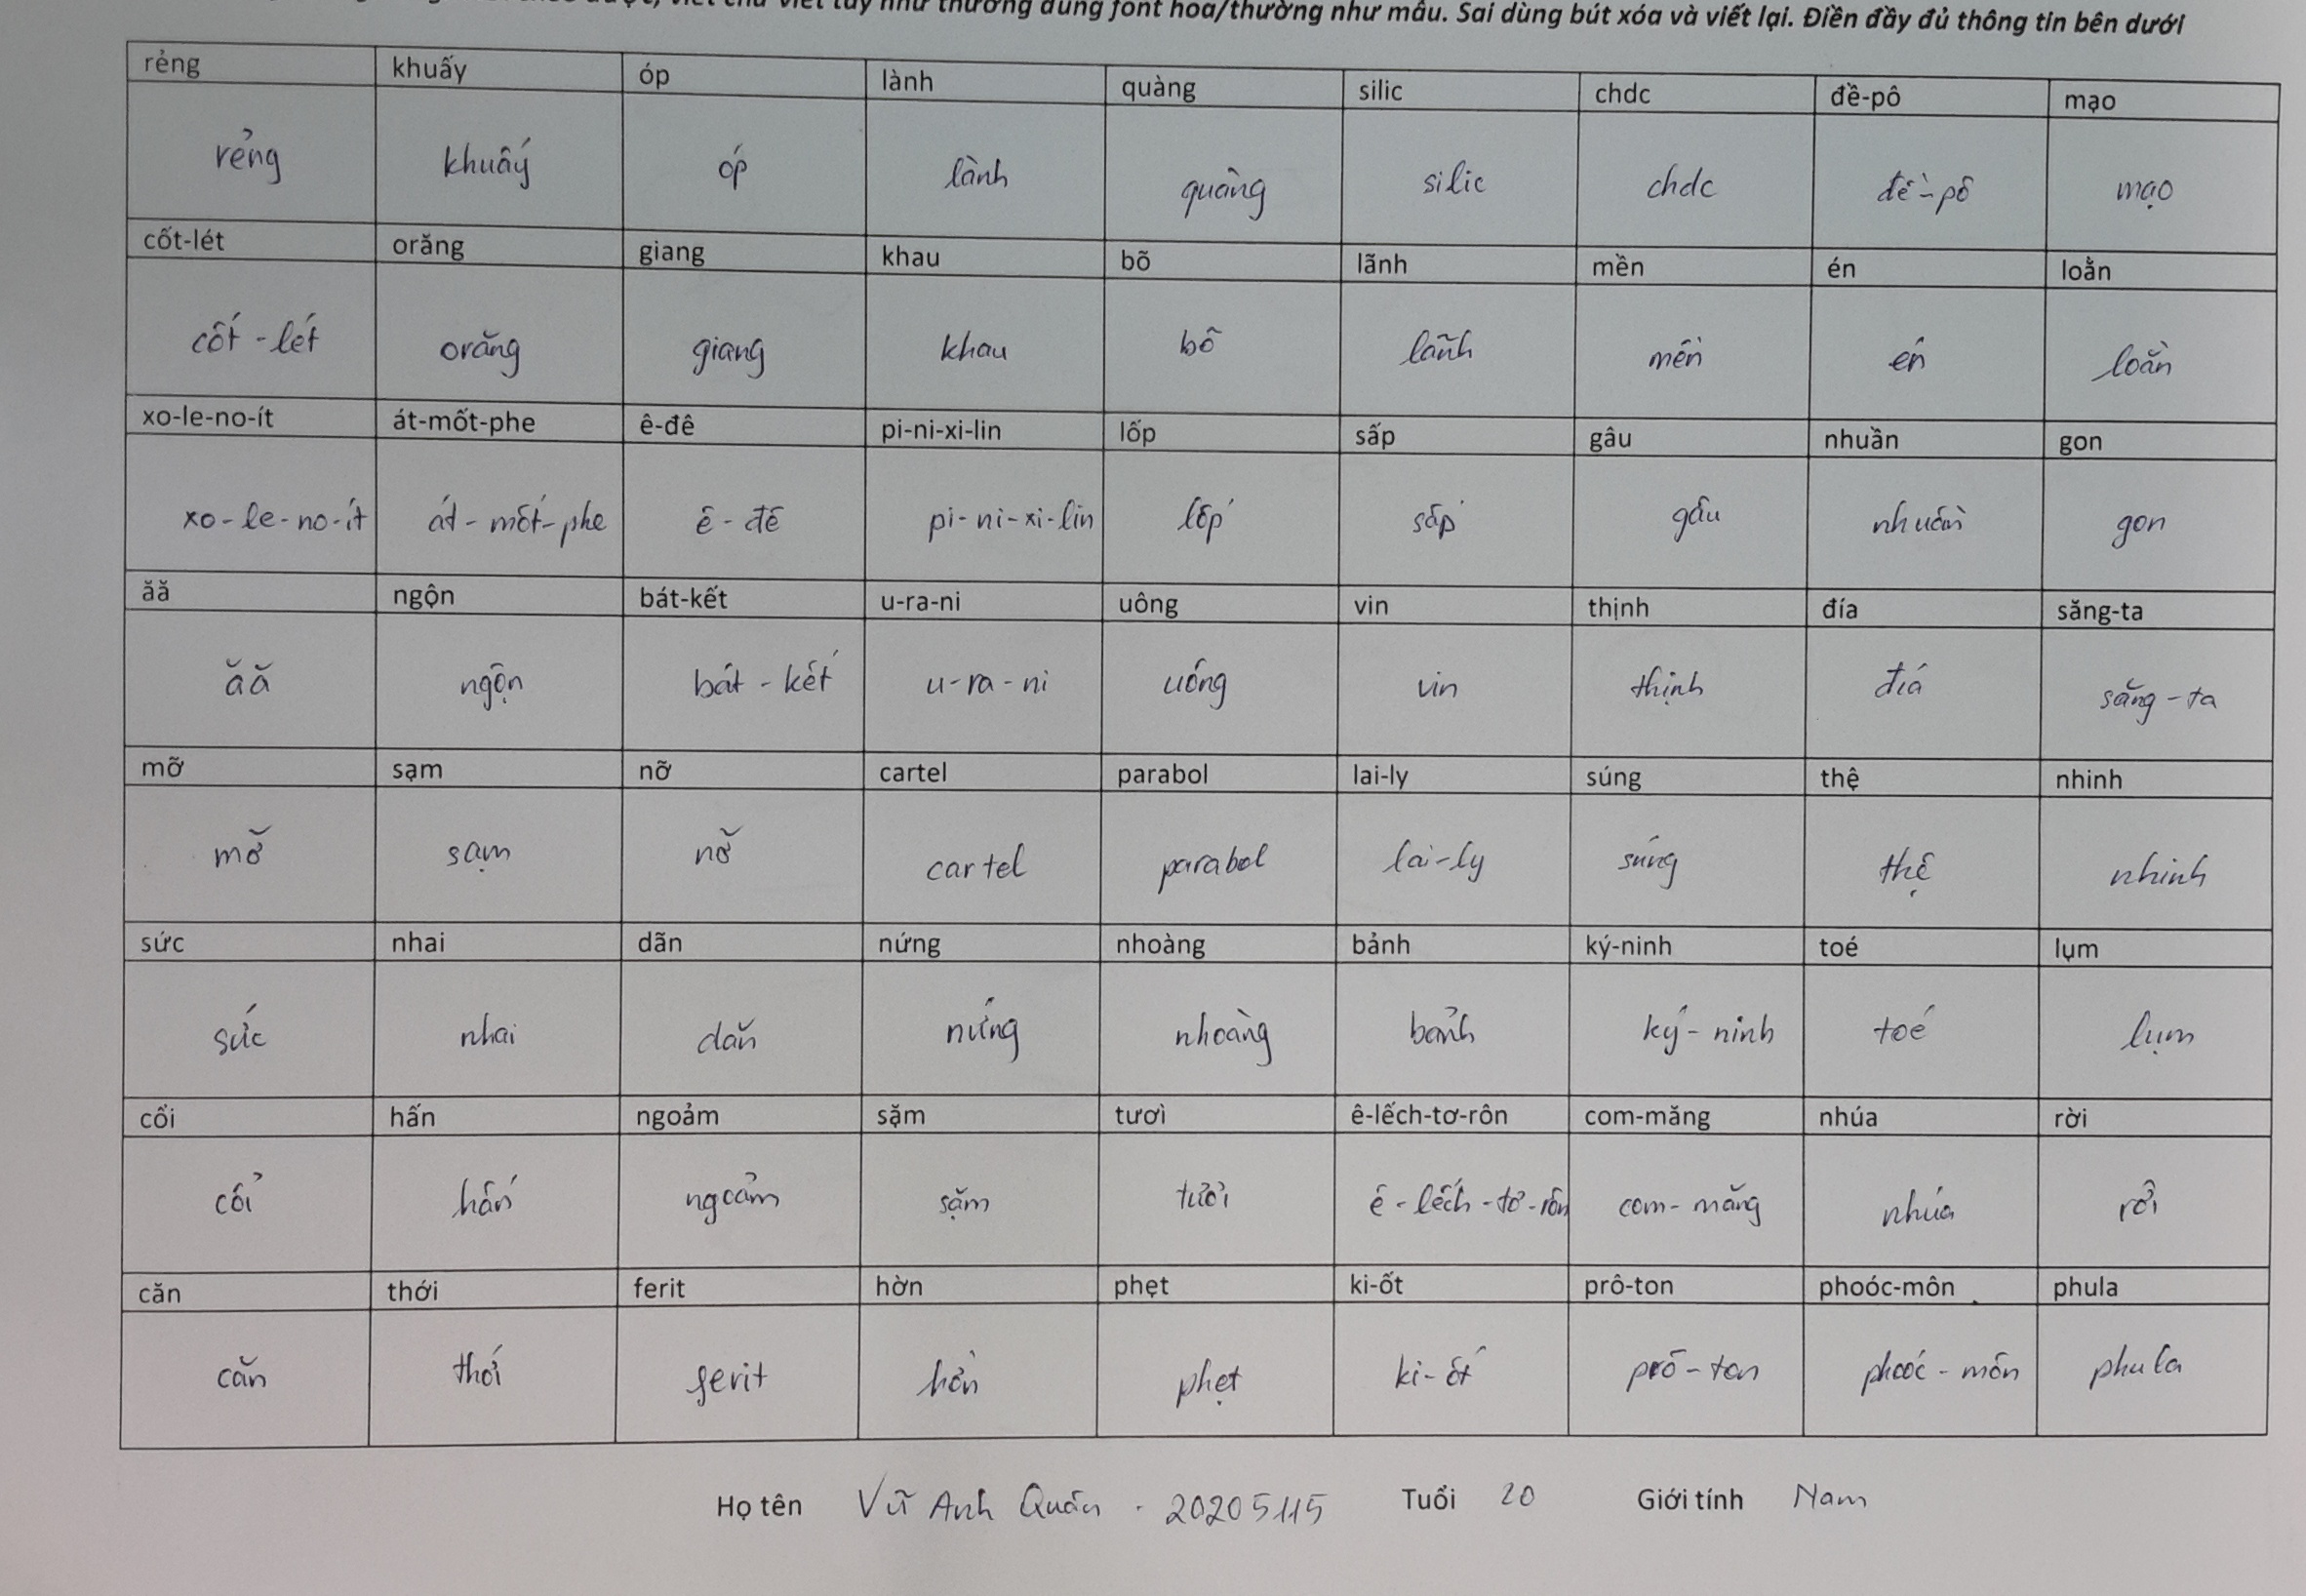 viết chữ viết tay như thường dùng font hoa/thường như mẫu. Sai dùng bút xóa và viết lại. Điền đầy đủ thông tin bên dưới
rẻng khuấy óp lành quàng silic chdc đề-pô mạo
rẻng khuấy óp lành quàng silic chdc đề-pô mạo
cốt-lét orăng giang khau bõ lãnh mền én loằn
cốt-lét orăng giang khau bõ lãnh mền én loằn
xo-le-no-ít át-mốt-phe ê-đê pi-ni-xi-lin lốp sấp gâu nhuần gon
xo-le-no-ít át-mốt-phe ê-đê pi-ni-xi-lin lốp sấp gâu nhuần gon
ăă ngộn bát-kết u-ra-ni uông vin thịnh đía săng-ta
ăă ngộn bát-kết u-ra-ni uông vin thịnh đía săng-ta
mỡ sạm nỡ cartel parabol lai-ly súng thệ nhinh
mỡ sạm nỡ cartel parabol lai-ly súng thệ nhinh
sức nhai dãn nứng nhoàng bảnh ký-ninh toé lụm
sức nhai dãn nứng nhoàng bảnh ký-ninh toé lụm
cổi hấn ngoảm sặm tươì ê-lếch-tơ-rôn com-măng nhúa rời
cổi hấn ngoảm sặm tươì ê-lếch-tơ-rôn com-măng nhúa rời
căn thới ferit hờn phẹt ki-ốt prô-ton phoóc-môn phula
căn thới ferit hờn phẹt ki-ốt prô-ton phoóc-môn phula
Họ tên Vũ Anh Quân - 20205115 Tuổi 20 Giới tính Nam